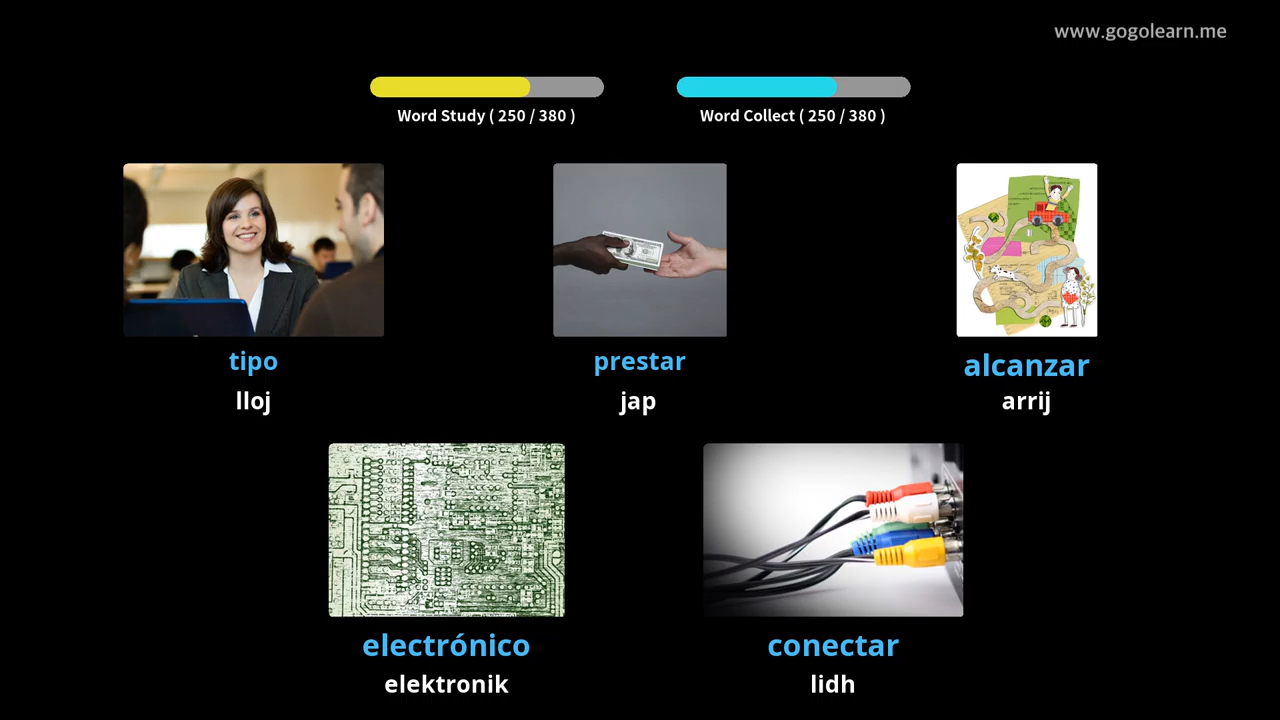 www.gogolearn.me
Word Study ( 250 / 380 )
Word Collect ( 250 / 380 )
tipo
lloj
prestar
jap
alcanzar
arrij
electrónico
elektronik
conectar
lidh